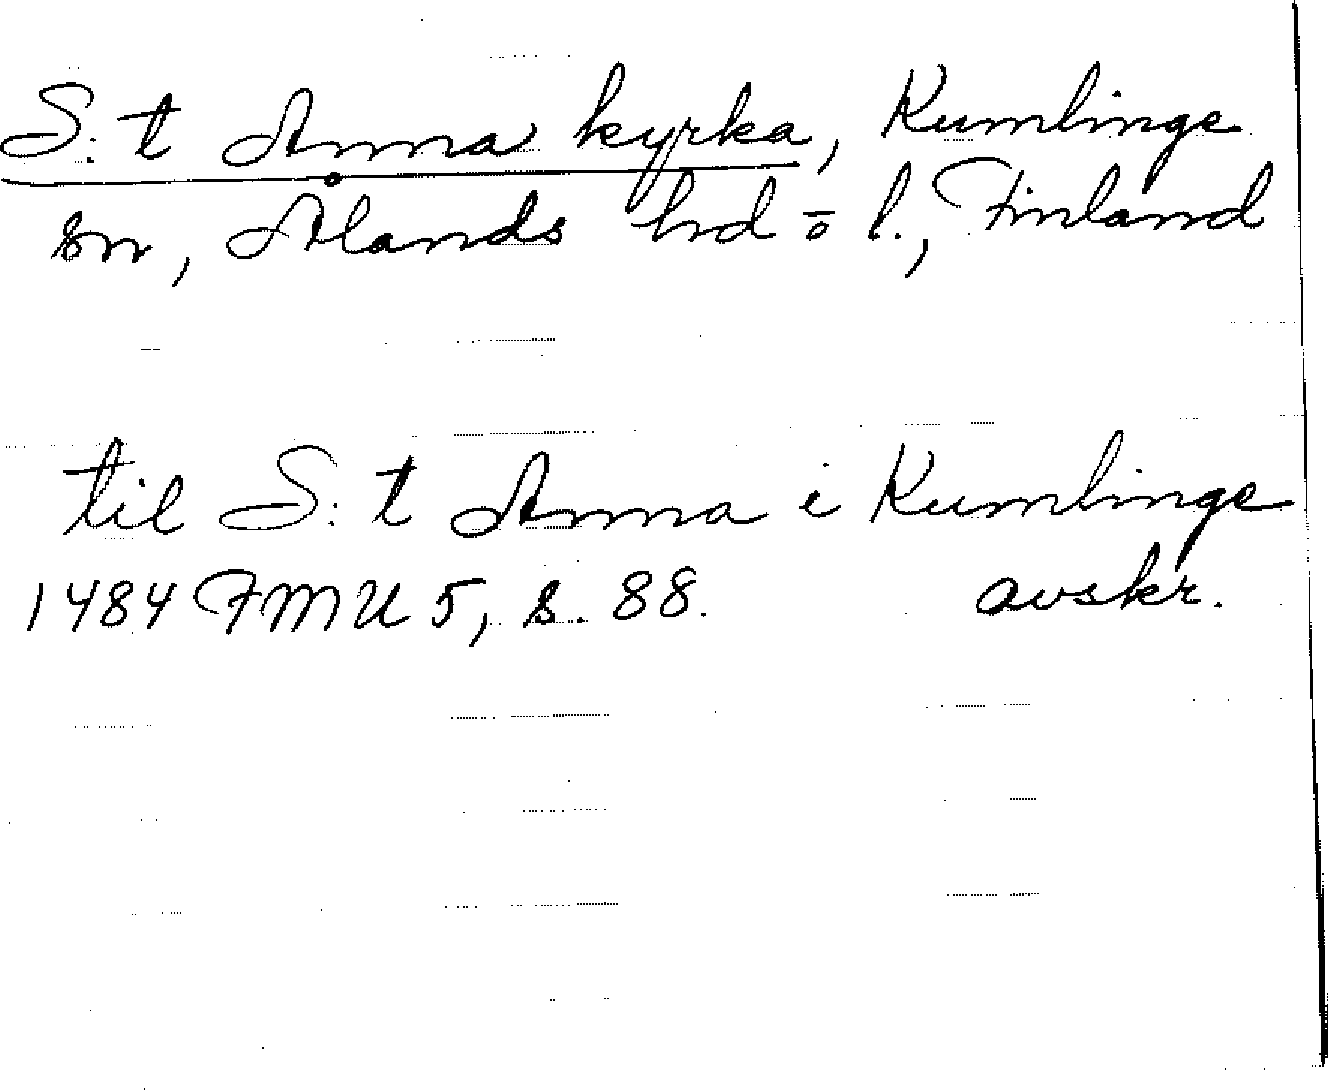 S:t Anna kyrka, Kumlinge
sn, Ålands hd o l., Finland
til S:t Anna i Kumlinge
1484 FMU 5, s. 88. avskr.